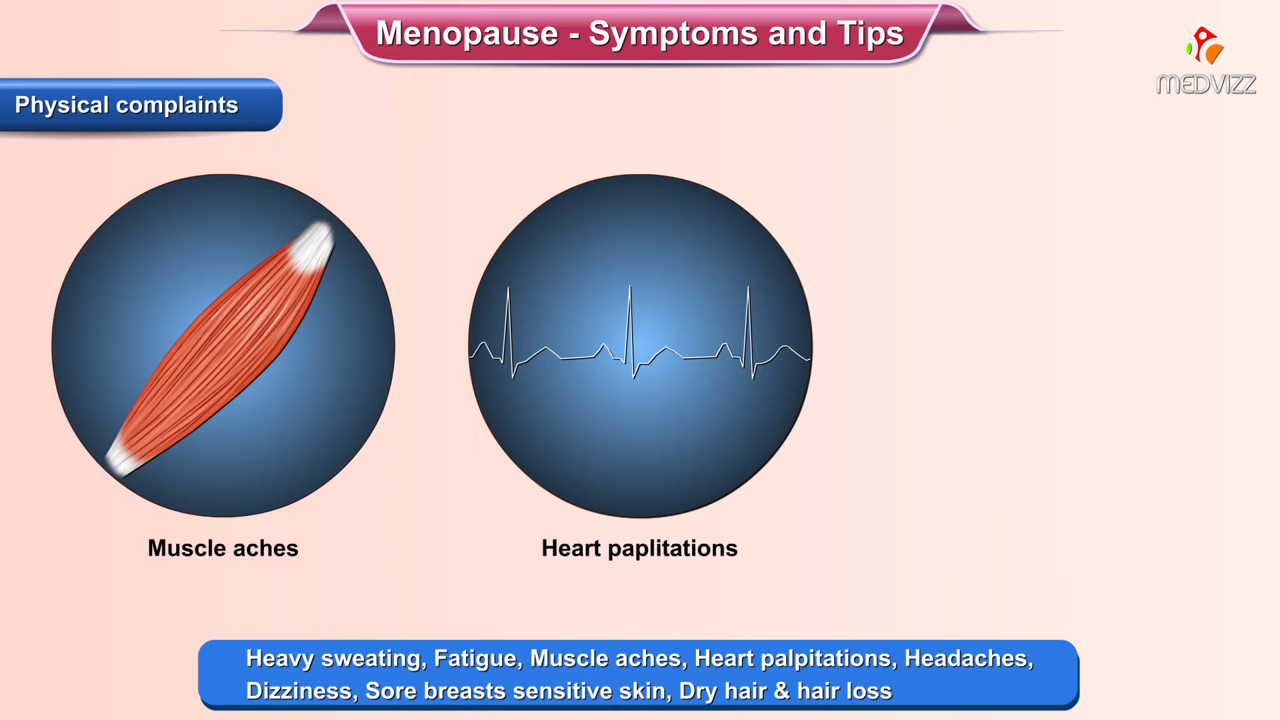 Menopause - Symptoms and Tips
MEDVIZZ
Physical complaints
Muscle aches
Heart paplitations
Heavy sweating, Fatigue, Muscle aches, Heart palpitations, Headaches,
Dizziness, Sore breasts sensitive skin, Dry hair & hair loss